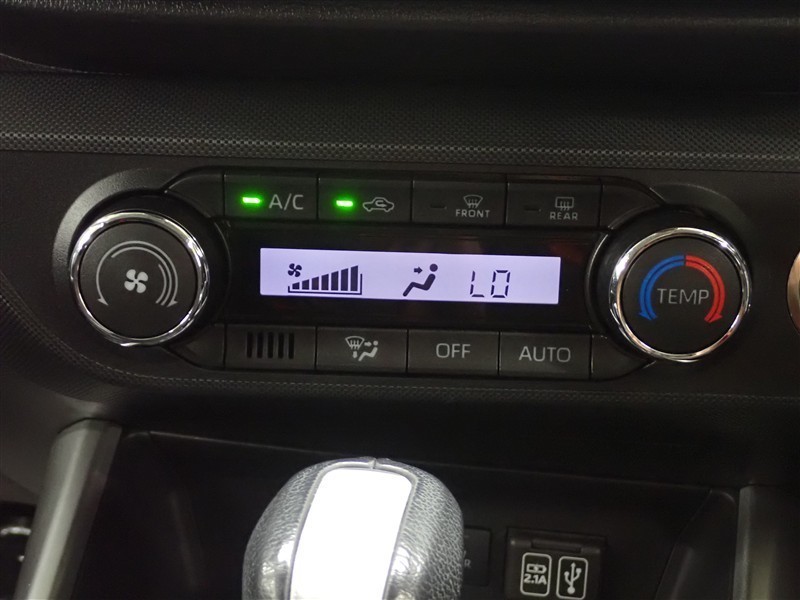 A/C
FRONT
REAR
LO
TEMP
OFF
AUTO
2.1A